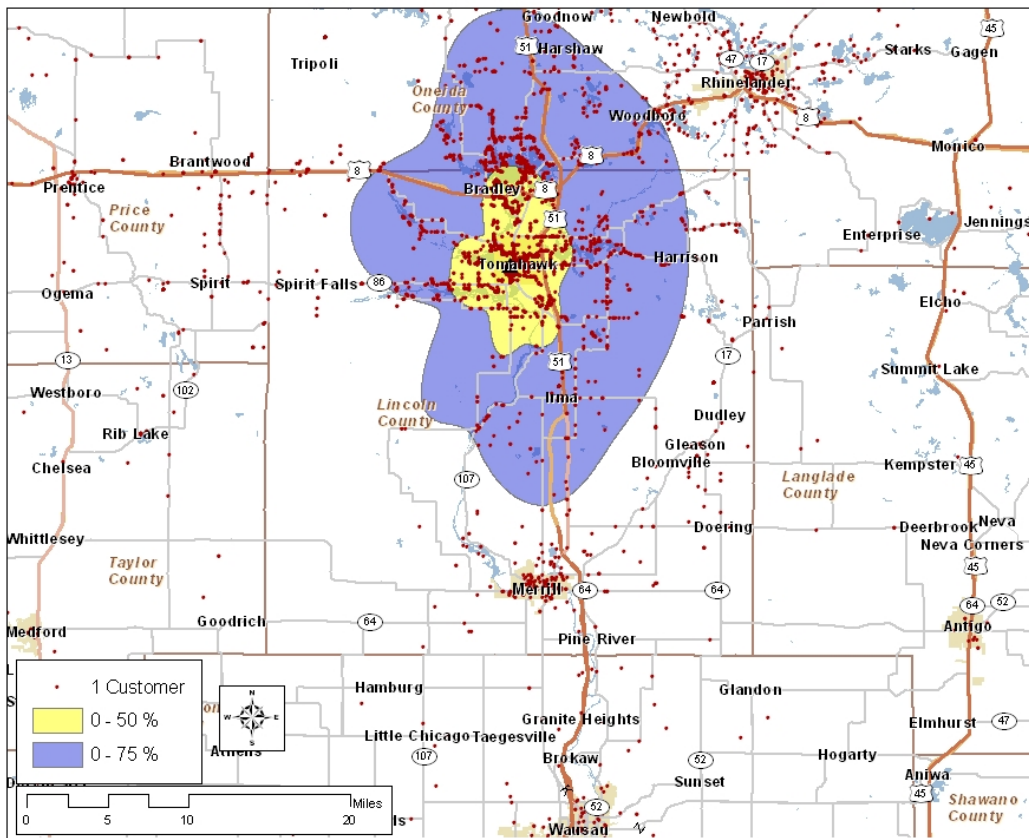 Goodnow
Newbold
45
51
Harshaw
Starks
Gagen
Tripoli
47
17
Rhinelander
Oneida
County
Woodboro
8
Monico
Brantwood
8
8
Prentice
Bradley
8
Price
County
51
Jennings
Enterprise
Tomahawk
Harrison
Ogema
Spirit
Spirit Falls
86
Elcho
Parrish
13
51
17
Summit Lake
Westboro
102
Irma
Lincoln
County
Dudley
Rib Lake
Gleason
Chelsea
Bloomville
Kempster
45
107
Langlade
County
Whittlesey
Doering
Deerbrook
Neva
Neva Corners
Taylor
County
45
Merrill
64
64
64
52
Medford
Goodrich
64
Antigo
Pine River
1 Customer
0 - 50 %
0 - 75 %
N
W
E
S
Hamburg
Glandon
Granite Heights
Elmhurst
47
Little Chicago
Taegesville
Athens
107
Brokaw
52
Hogarty
Sunset
Aniwa
45
Shawano
County
0
5
10
20
Miles
52
Wausau